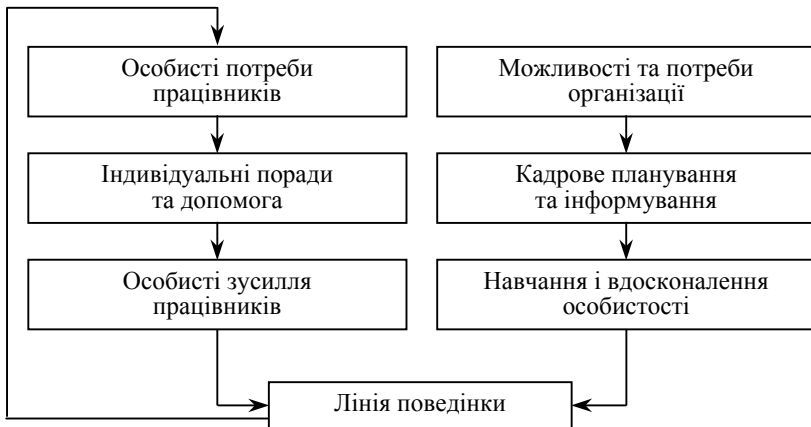 Особисті потреби
працівників
Можливості та потреби
організації
Індивідуальні поради
та допомога
Кадрове планування
та інформування
Особисті зусилля
працівників
Навчання і вдосконалення
особистості
Лінія поведінки